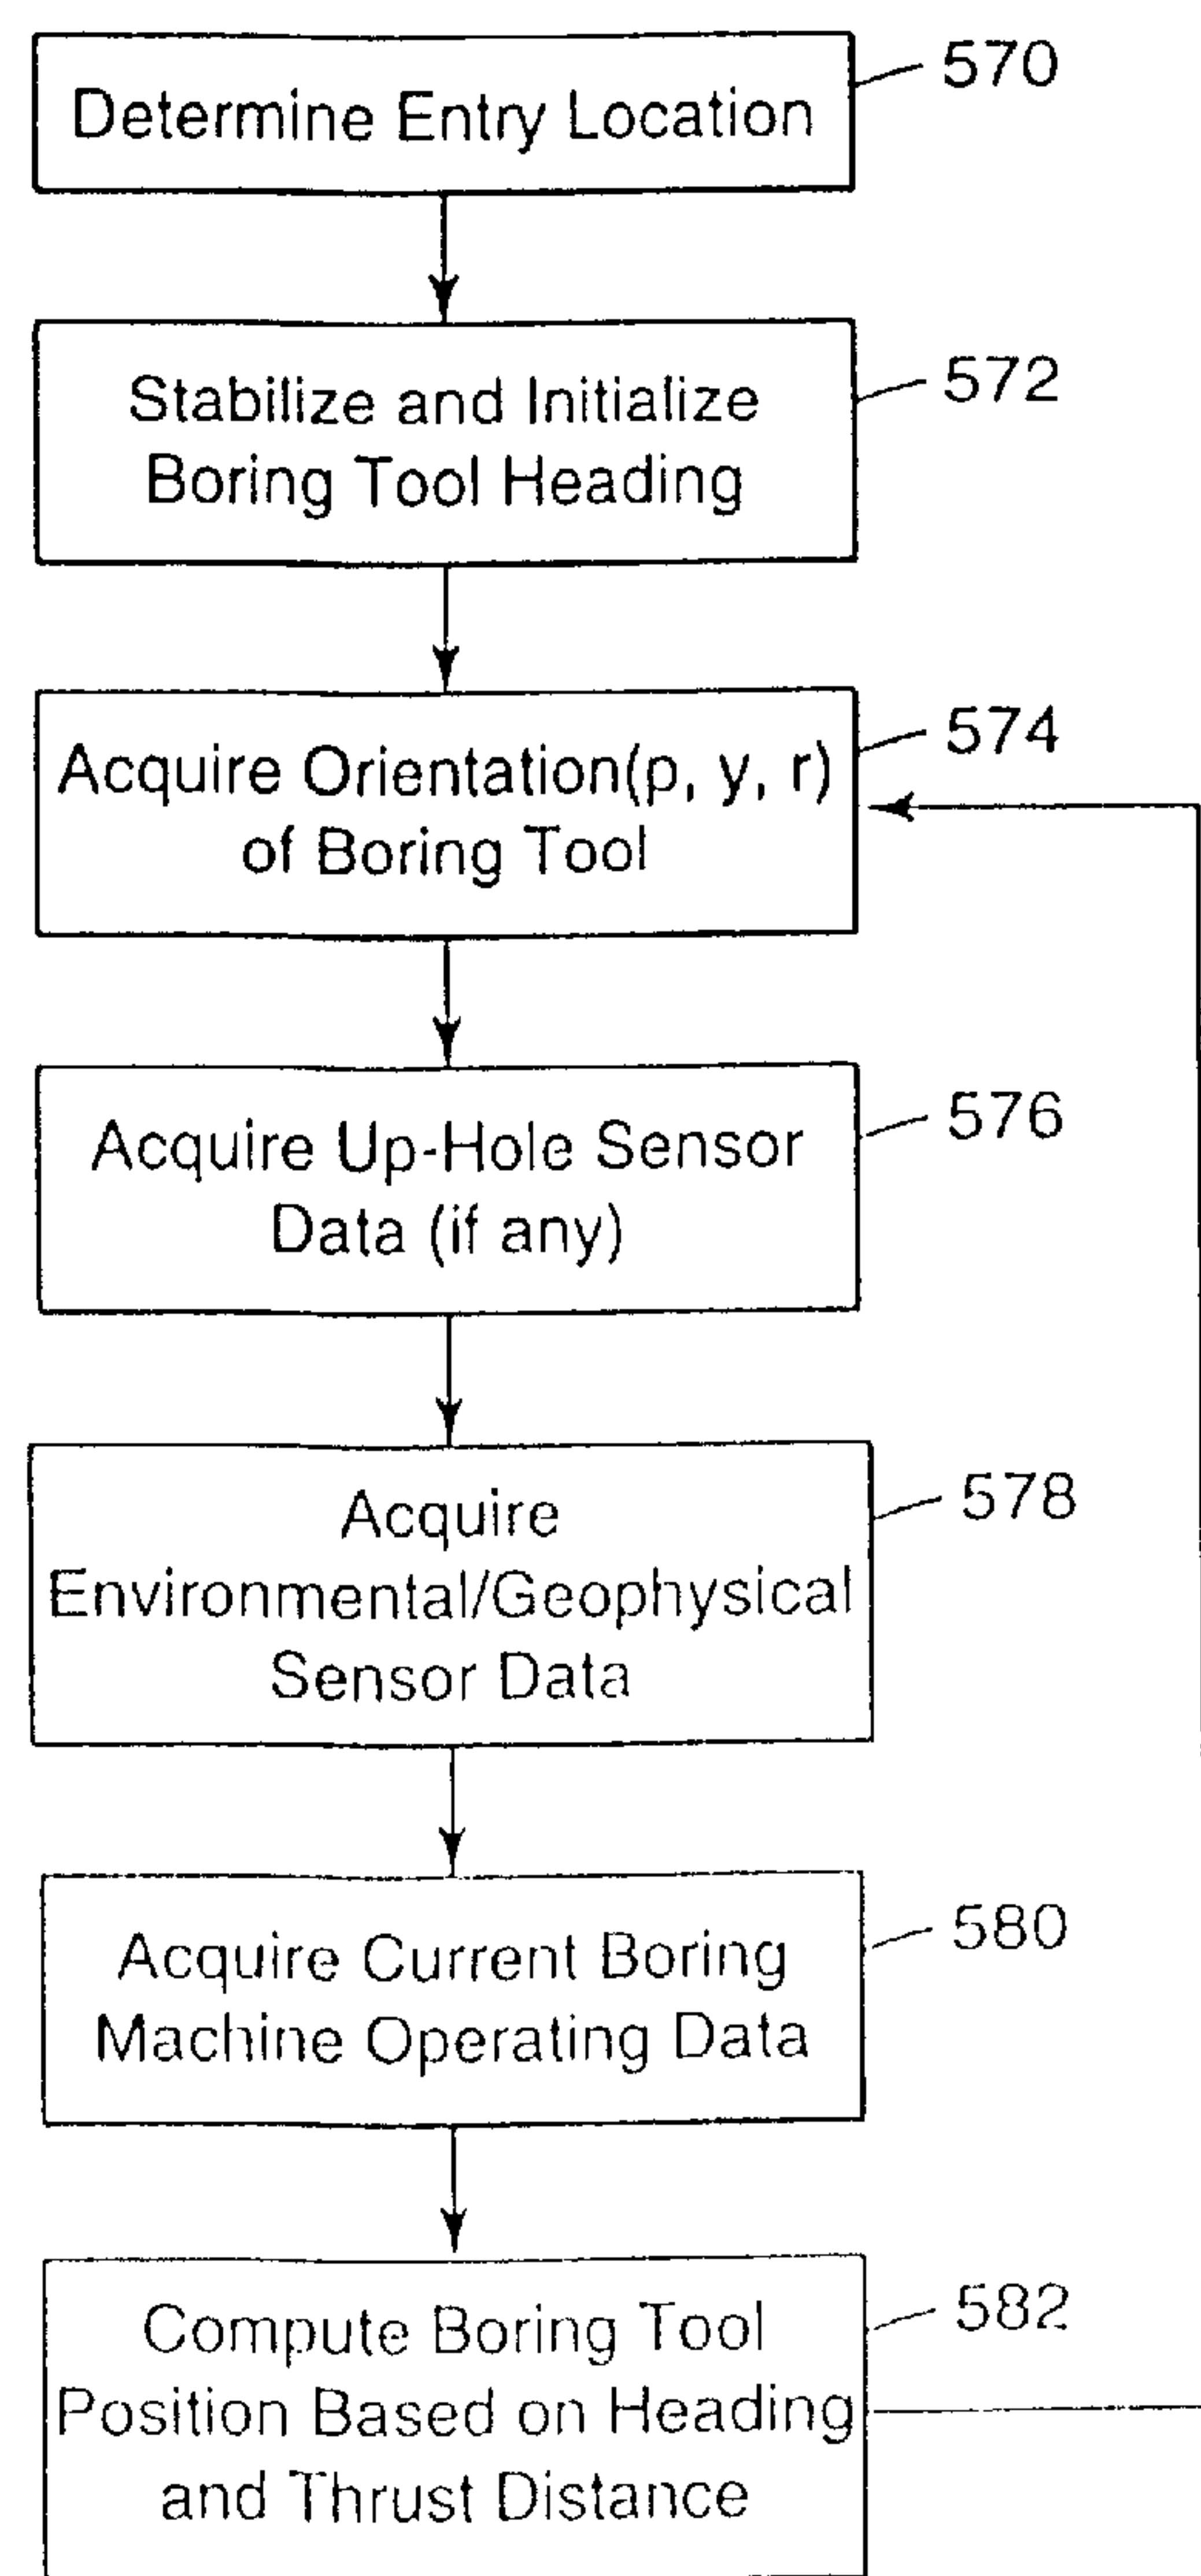 Determine Entry Location
570
Stabilize and Initialize
Boring Tool Heading
572
Acquire Orientation(p, y, r)
of Boring Tool
574
Acquire Up-Hole Sensor
Data (if any)
576
Acquire
Environmental/Geophysical
Sensor Data
578
Acquire Current Boring
Machine Operating Data
580
Compute Boring Tool
Position Based on Heading
and Thrust Distance
582